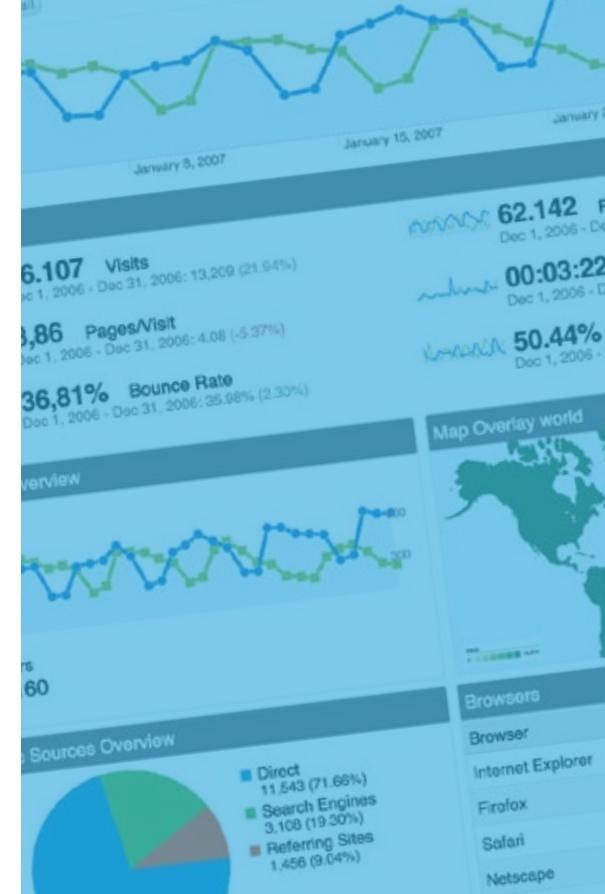 January 8, 2007
January 15, 2007
January
6.107 Visits
Dec 1, 2006 - Dec 31, 2006: 13,209 (21.94%)
,86 Pages/Visit
Dec 1, 2006 - Dec 31, 2006: 4.08 (-5.37%)
36,81% Bounce Rate
Dec 1, 2006 - Dec 31, 2006: 35.98% (2.30%)
62.142 P
Dec 1, 2006 - De
00:03:22
Dec 1, 2006 - D
50.44%
Dec 1, 2006 -
verview
300
60
Map Overlay world
Sources Overview
Direct
11,543 (71.66%)
Search Engines
3,108 (19.30%)
Referring Sites
1,456 (9.04%)
Browsers
Browser
Internet Explorer
Firefox
Safari
Netscape